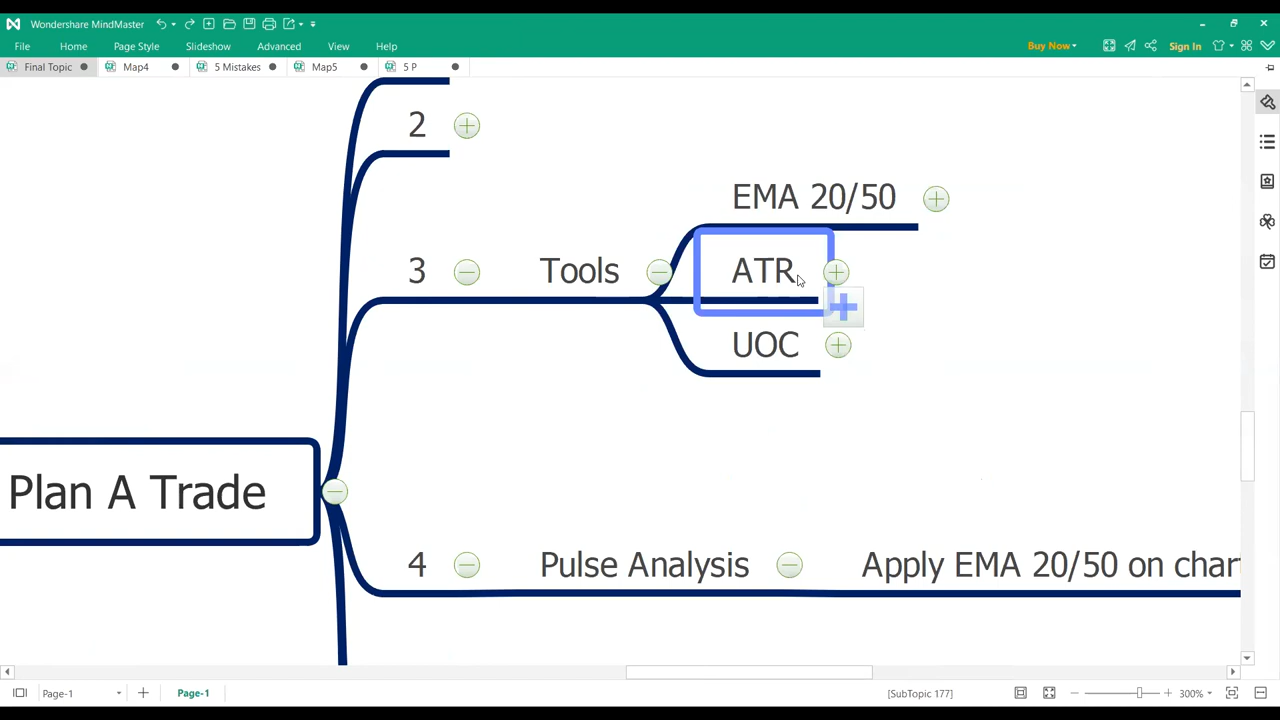 Wondershare MindMaster
File Home Page Style Slideshow Advanced View Help Buy Now Sign In
Final Topic Map4 5 Mistakes Map5 5 P
2
EMA 20/50
3 Tools ATR
UOC
Plan A Trade
4 Pulse Analysis Apply EMA 20/50 on chart
Page-1 Page-1 [SubTopic 177] 300%